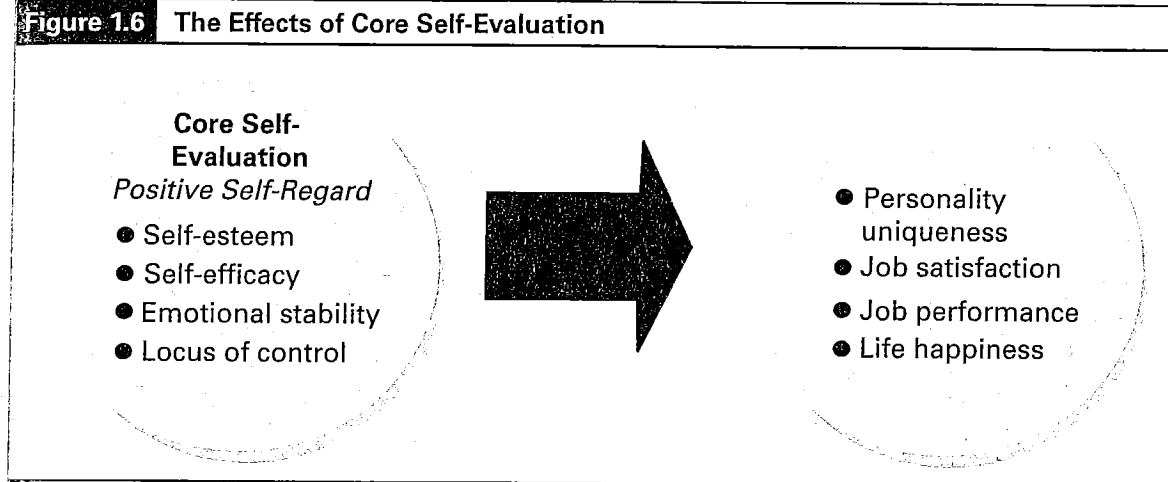 Figure 1.6 The Effects of Core Self-Evaluation
Core Self-
Evaluation
Positive Self-Regard
● Self-esteem
● Self-efficacy
● Emotional stability
● Locus of control
● Personality
uniqueness
● Job satisfaction
● Job performance
● Life happiness